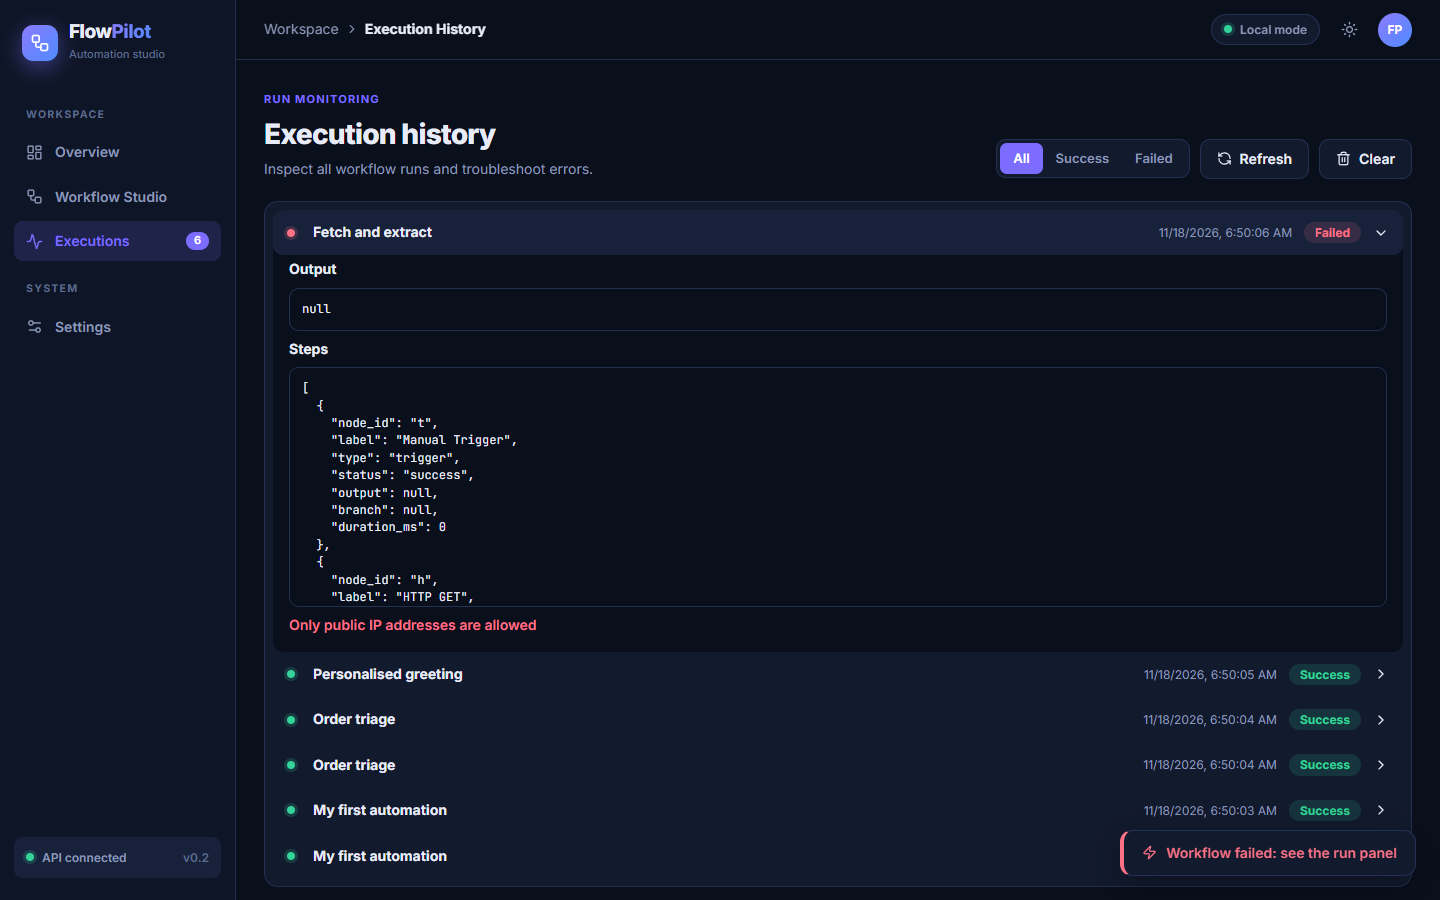 FlowPilot
Automation studio
WORKSPACE
Overview
Workflow Studio
Executions 6
SYSTEM
Settings
API connected v0.2
Workspace > Execution History
Local mode
FP
RUN MONITORING
Execution history
Inspect all workflow runs and troubleshoot errors.
All Success Failed
Refresh
Clear
Fetch and extract 11/18/2026, 6:50:06 AM Failed
Output
null
Steps
[
  {
    "node_id": "t",
    "label": "Manual Trigger",
    "type": "trigger",
    "status": "success",
    "output": null,
    "branch": null,
    "duration_ms": 0
  },
  {
    "node_id": "h",
    "label": "HTTP GET",
Only public IP addresses are allowed
Personalised greeting 11/18/2026, 6:50:05 AM Success
Order triage 11/18/2026, 6:50:04 AM Success
Order triage 11/18/2026, 6:50:04 AM Success
My first automation 11/18/2026, 6:50:03 AM Success
My first automation
Workflow failed: see the run panel